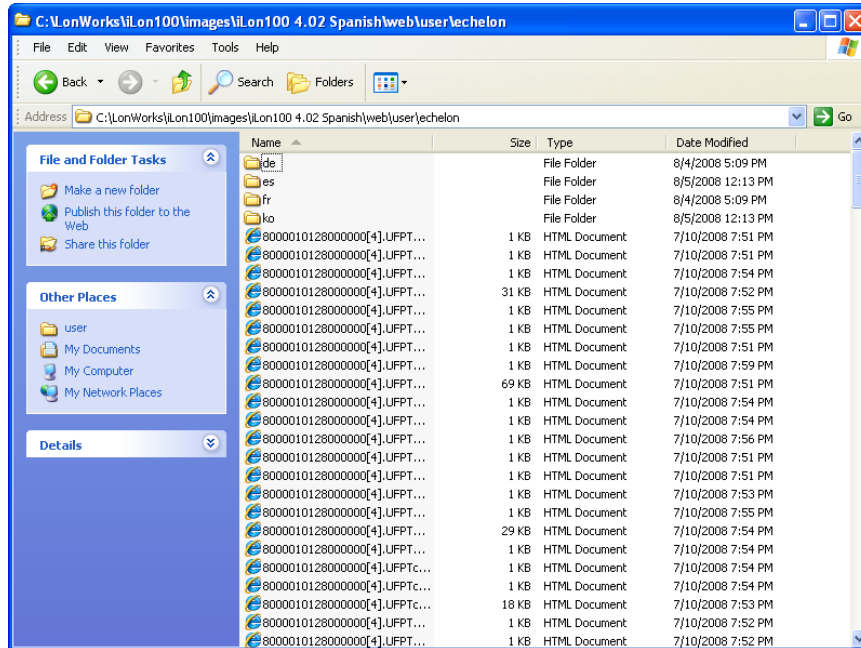 C:\LonWorks\iLon100\images\iLon100 4.02 Spanish\web\user\echelon
File Edit View Favorites Tools Help
Back Search Folders
Address C:\LonWorks\iLon100\images\iLon100 4.02 Spanish\web\user\echelon Go
File and Folder Tasks
Make a new folder
Publish this folder to the
Web
Share this folder
Other Places
user
My Documents
My Computer
My Network Places
Details
Name Size Type Date Modified
de File Folder 8/4/2008 5:09 PM
es File Folder 8/5/2008 12:13 PM
fr File Folder 8/4/2008 5:09 PM
ko File Folder 8/5/2008 12:13 PM
8000010128000000[4].UFPT... 1 KB HTML Document 7/10/2008 7:51 PM
8000010128000000[4].UFPT... 1 KB HTML Document 7/10/2008 7:51 PM
8000010128000000[4].UFPT... 1 KB HTML Document 7/10/2008 7:54 PM
8000010128000000[4].UFPT... 31 KB HTML Document 7/10/2008 7:52 PM
8000010128000000[4].UFPT... 1 KB HTML Document 7/10/2008 7:55 PM
8000010128000000[4].UFPT... 1 KB HTML Document 7/10/2008 7:55 PM
8000010128000000[4].UFPT... 1 KB HTML Document 7/10/2008 7:51 PM
8000010128000000[4].UFPT... 1 KB HTML Document 7/10/2008 7:59 PM
8000010128000000[4].UFPT... 69 KB HTML Document 7/10/2008 7:51 PM
8000010128000000[4].UFPT... 1 KB HTML Document 7/10/2008 7:54 PM
8000010128000000[4].UFPT... 1 KB HTML Document 7/10/2008 7:54 PM
8000010128000000[4].UFPT... 1 KB HTML Document 7/10/2008 7:56 PM
8000010128000000[4].UFPT... 1 KB HTML Document 7/10/2008 7:51 PM
8000010128000000[4].UFPT... 1 KB HTML Document 7/10/2008 7:51 PM
8000010128000000[4].UFPT... 1 KB HTML Document 7/10/2008 7:53 PM
8000010128000000[4].UFPT... 1 KB HTML Document 7/10/2008 7:55 PM
8000010128000000[4].UFPT... 29 KB HTML Document 7/10/2008 7:54 PM
8000010128000000[4].UFPT... 1 KB HTML Document 7/10/2008 7:54 PM
8000010128000000[4].UFPTc... 1 KB HTML Document 7/10/2008 7:54 PM
8000010128000000[4].UFPTc... 1 KB HTML Document 7/10/2008 7:54 PM
8000010128000000[4].UFPTc... 18 KB HTML Document 7/10/2008 7:53 PM
8000010128000000[4].UFPT... 1 KB HTML Document 7/10/2008 7:52 PM
8000010128000000[4].UFPT... 1 KB HTML Document 7/10/2008 7:52 PM